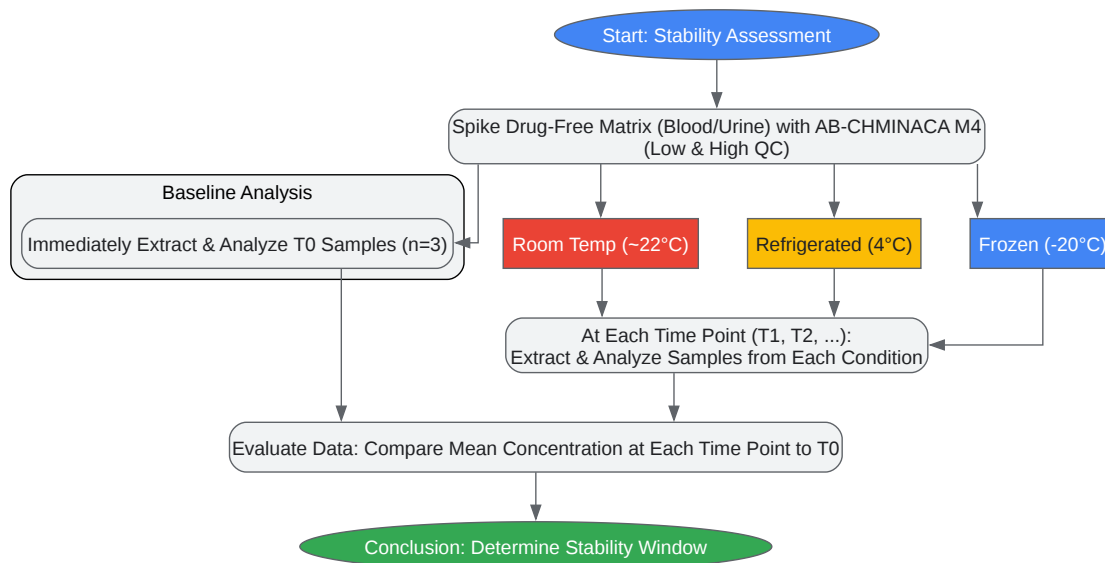 Start: Stability Assessment
Spike Drug-Free Matrix (Blood/Urine) with AB-CHMINACA M4
(Low & High QC)
Baseline Analysis
Immediately Extract & Analyze T0 Samples (n=3)
Room Temp (~22°C)
Refrigerated (4°C)
Frozen (-20°C)
At Each Time Point (T1, T2, ...):
Extract & Analyze Samples from Each Condition
Evaluate Data: Compare Mean Concentration at Each Time Point to T0
Conclusion: Determine Stability Window